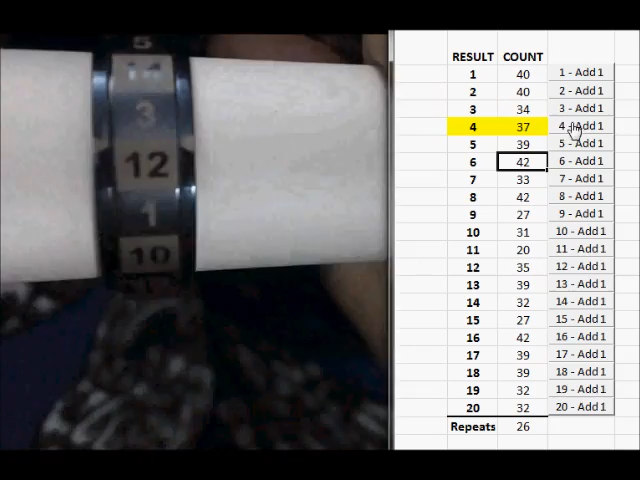 5
14
3
12
1
10
RESULT COUNT
1 40 1 - Add 1
2 40 2 - Add 1
3 34 3 - Add 1
4 37 4 - Add 1
5 39 5 - Add 1
6 42 6 - Add 1
7 33 7 - Add 1
8 42 8 - Add 1
9 27 9 - Add 1
10 31 10 - Add 1
11 20 11 - Add 1
12 35 12 - Add 1
13 39 13 - Add 1
14 32 14 - Add 1
15 27 15 - Add 1
16 42 16 - Add 1
17 39 17 - Add 1
18 39 18 - Add 1
19 32 19 - Add 1
20 32 20 - Add 1
Repeats 26